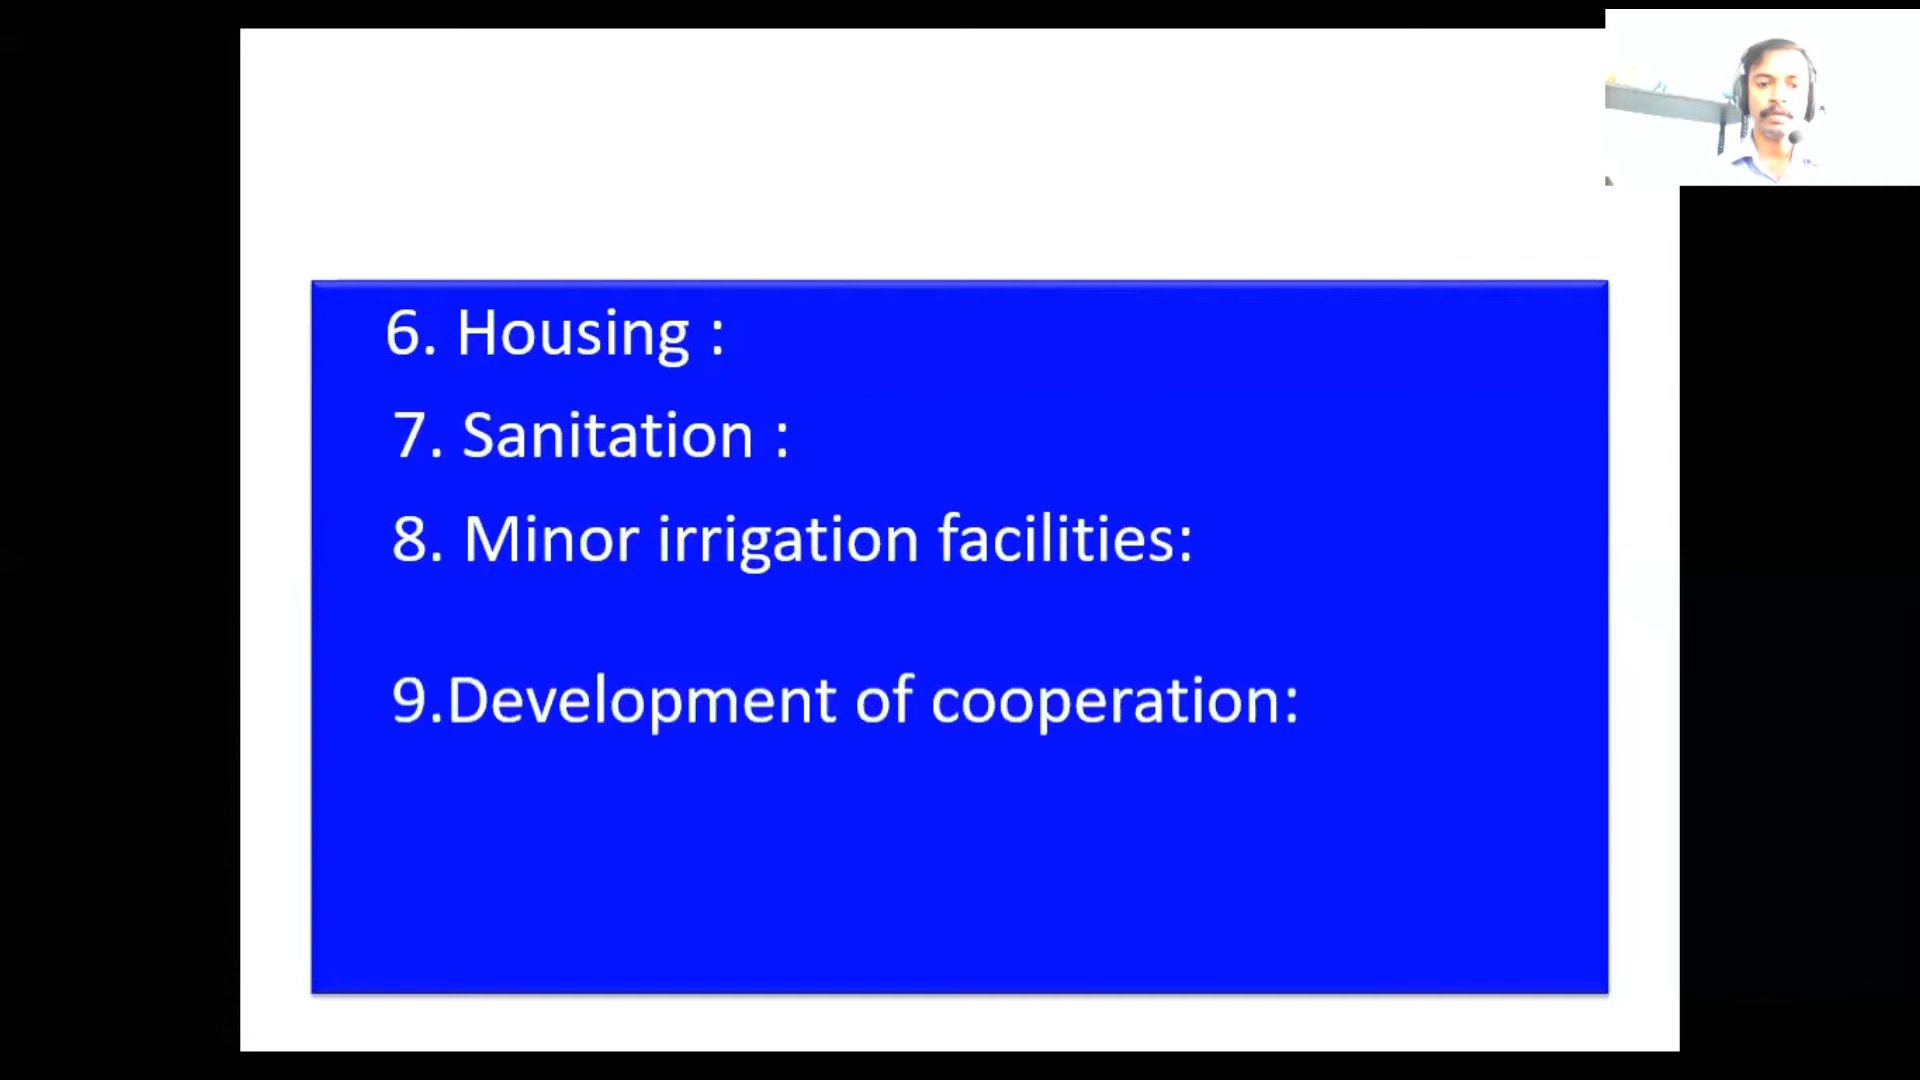 6. Housing :
7. Sanitation :
8. Minor irrigation facilities:
9.Development of cooperation: